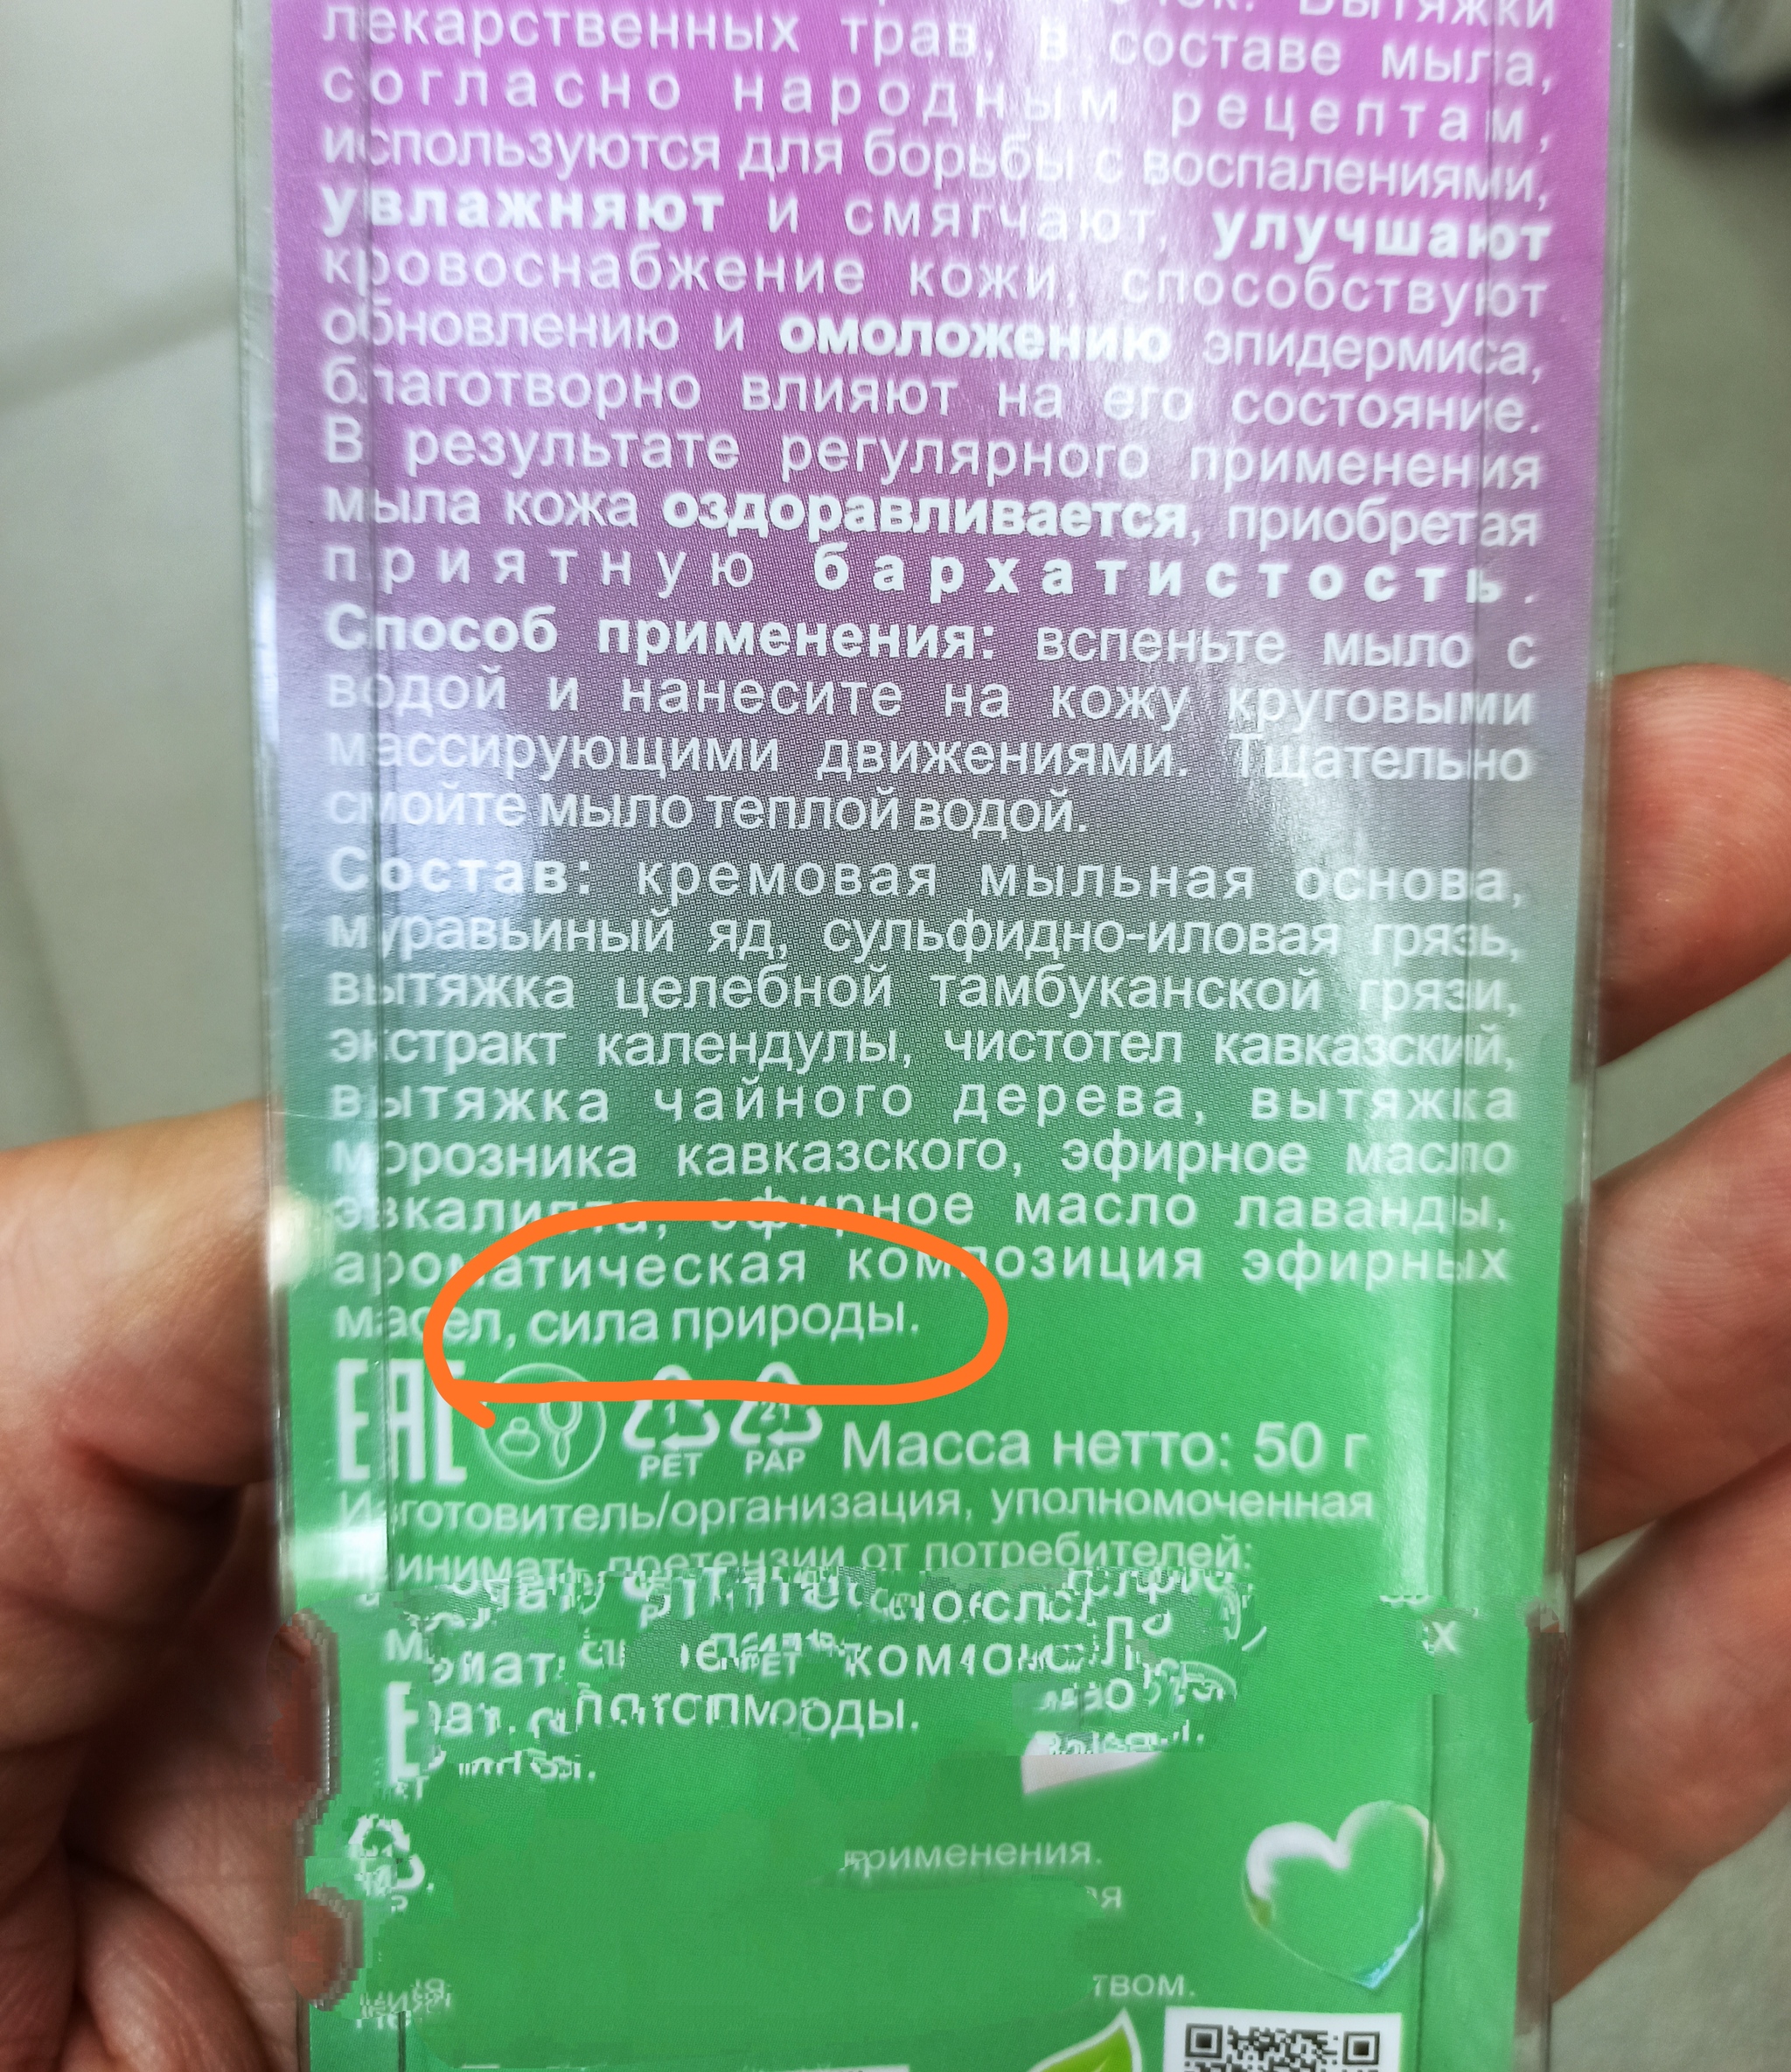 Вытяжки
лекарственных трав, в составе мыла,
согласно народным рецептам,
используются для борьбы с воспалениями,
увлажняют и смягчают, улучшают
кровоснабжение кожи, способствуют
обновлению и омоложению эпидермиса,
благотворно влияют на его состояние.
В результате регулярного применения
мыла кожа оздоравливается, приобретая
приятную бархатистость.
Способ применения: вспеньте мыло с
водой и нанесите на кожу круговыми
массирующими движениями. Тщательно
смойте мыло теплой водой.
Состав: кремовая мыльная основа,
муравьиный яд, сульфидно-иловая грязь,
вытяжка целебной тамбуканской грязи,
экстракт календулы, чистотел кавказский,
вытяжка чайного дерева, вытяжка
морозника кавказского, эфирное масло
эвкалипта, эфирное масло лаванды,
ароматическая композиция эфирных
масел, сила природы.
EAC 1 PET 21 PAP Масса нетто: 50 г
Изготовитель/организация, уполномоченная
принимать претензии от потребителей:
применения.